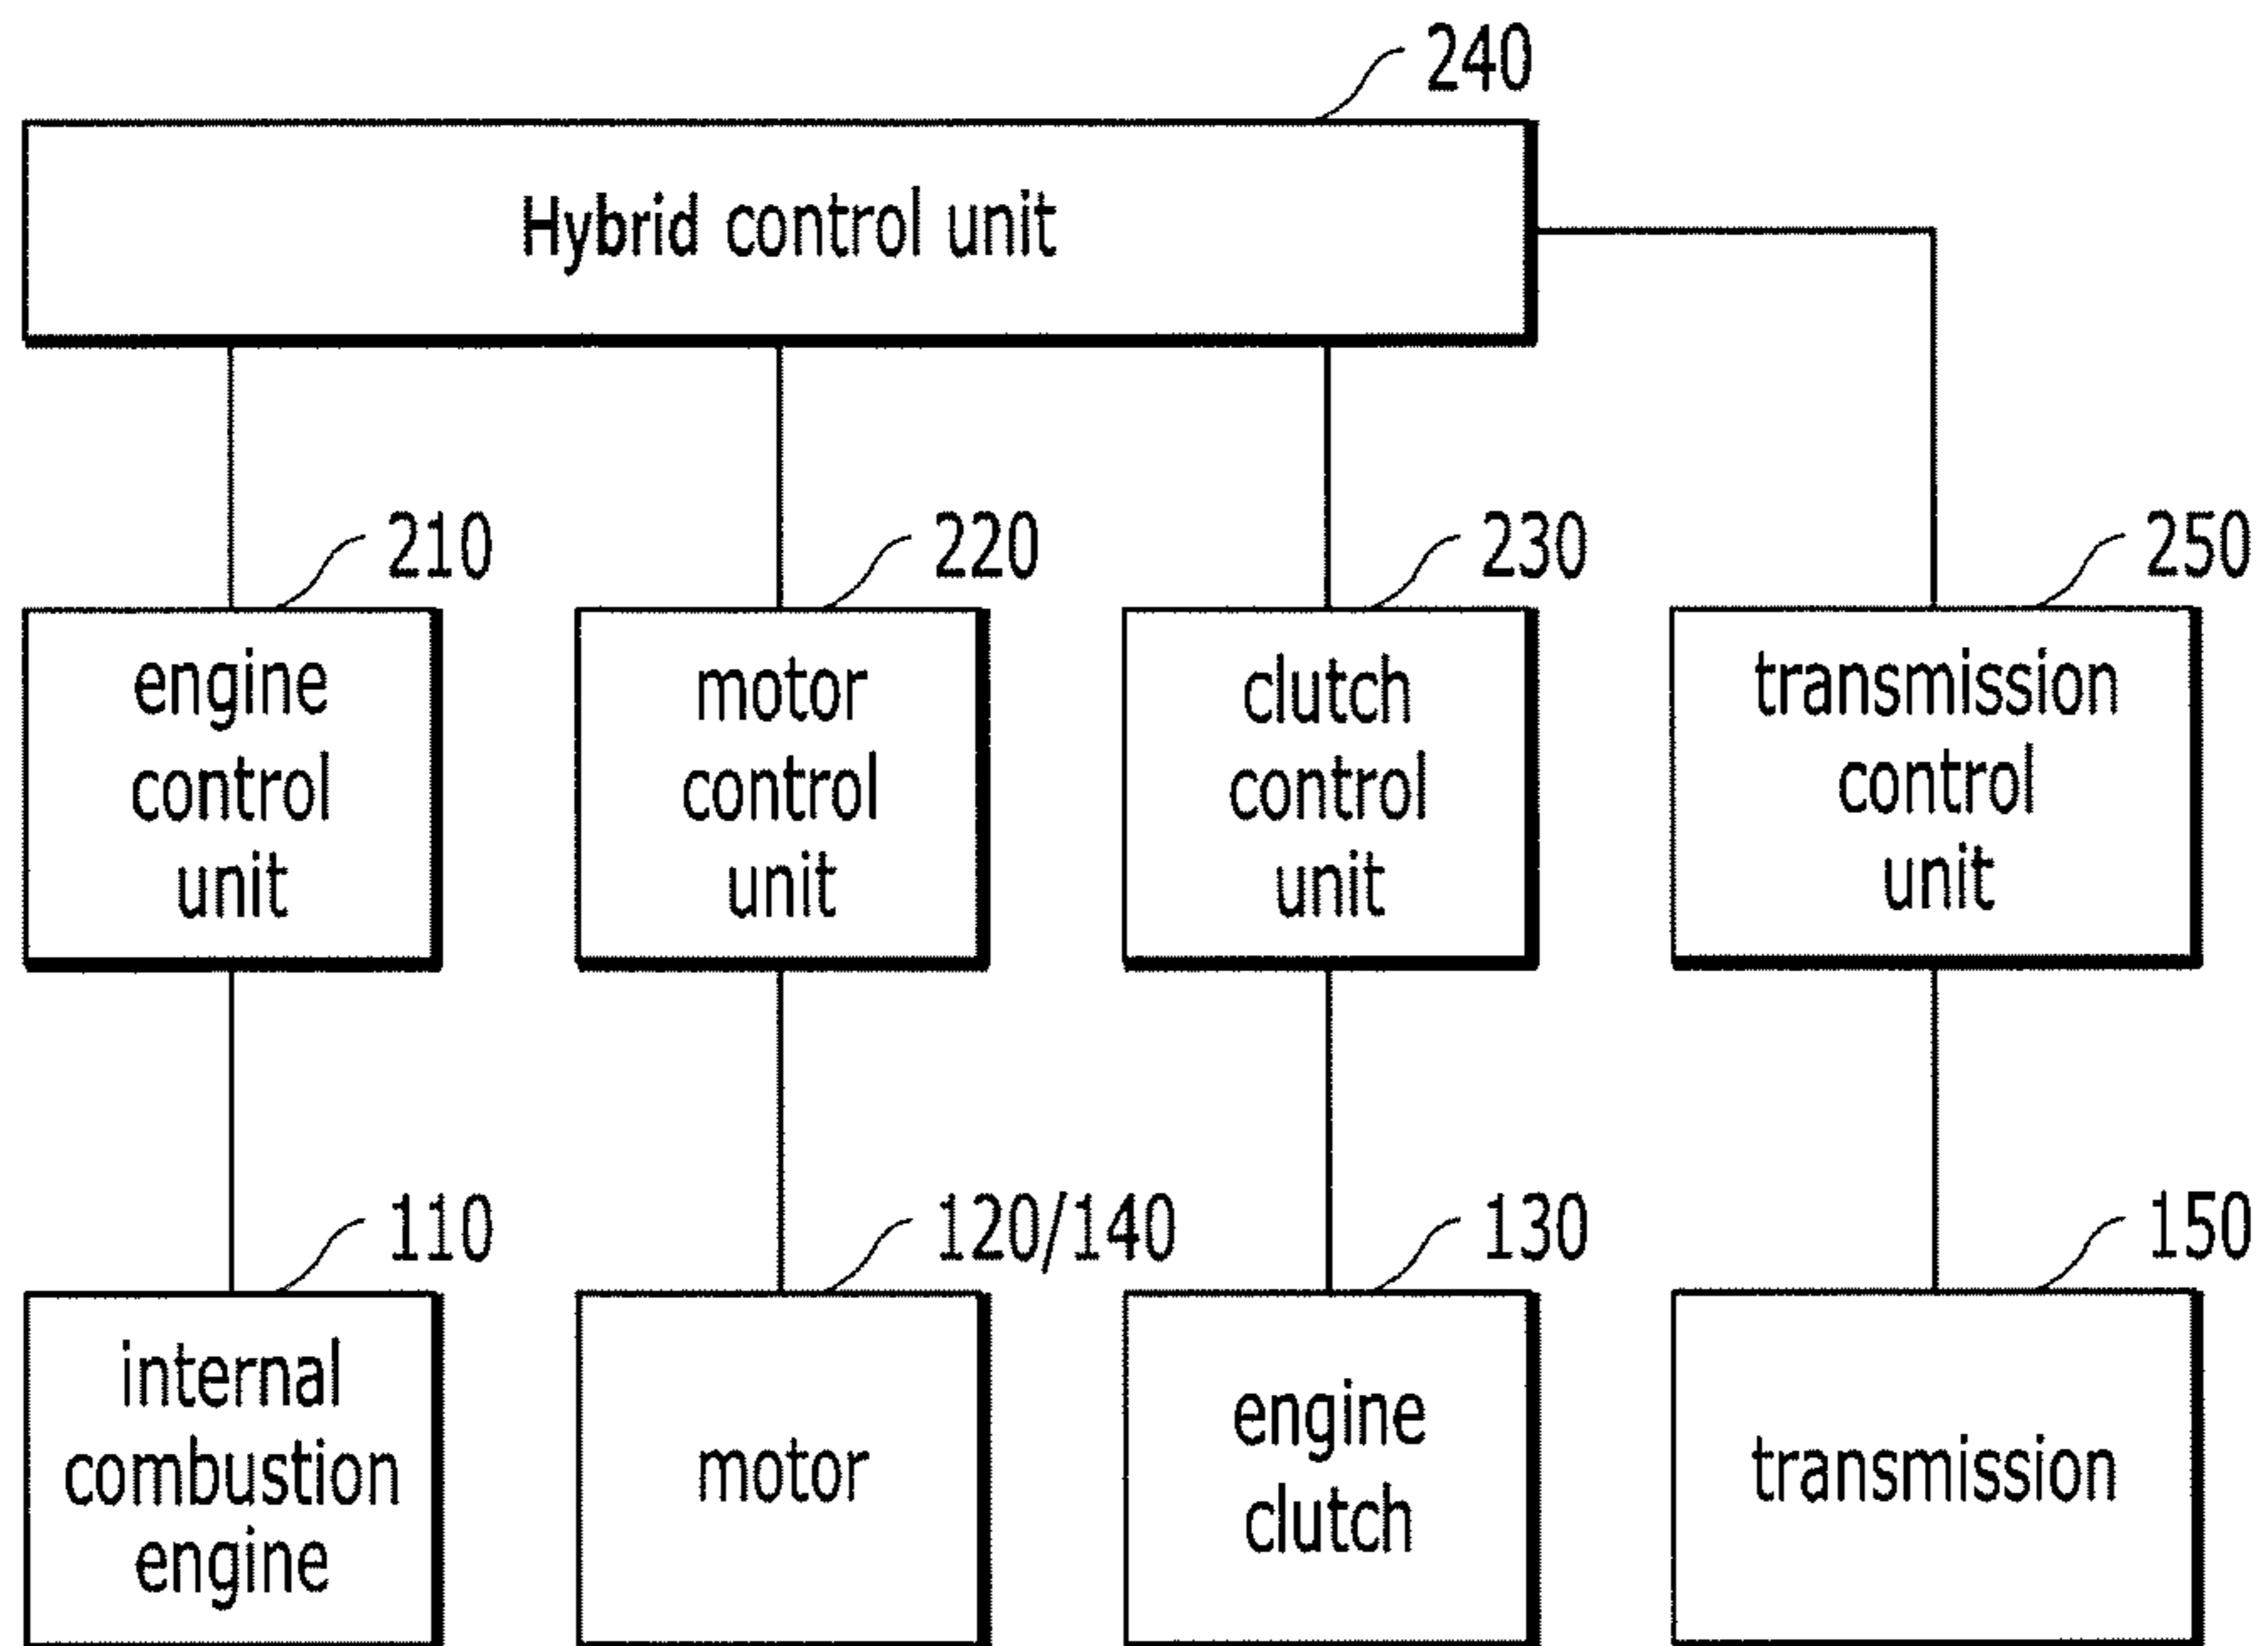 240
Hybrid control unit
210
220
230
250
engine
control
unit
motor
control
unit
clutch
control
unit
transmission
control
unit
110
120/140
130
150
internal
combustion
engine
motor
engine
clutch
transmission